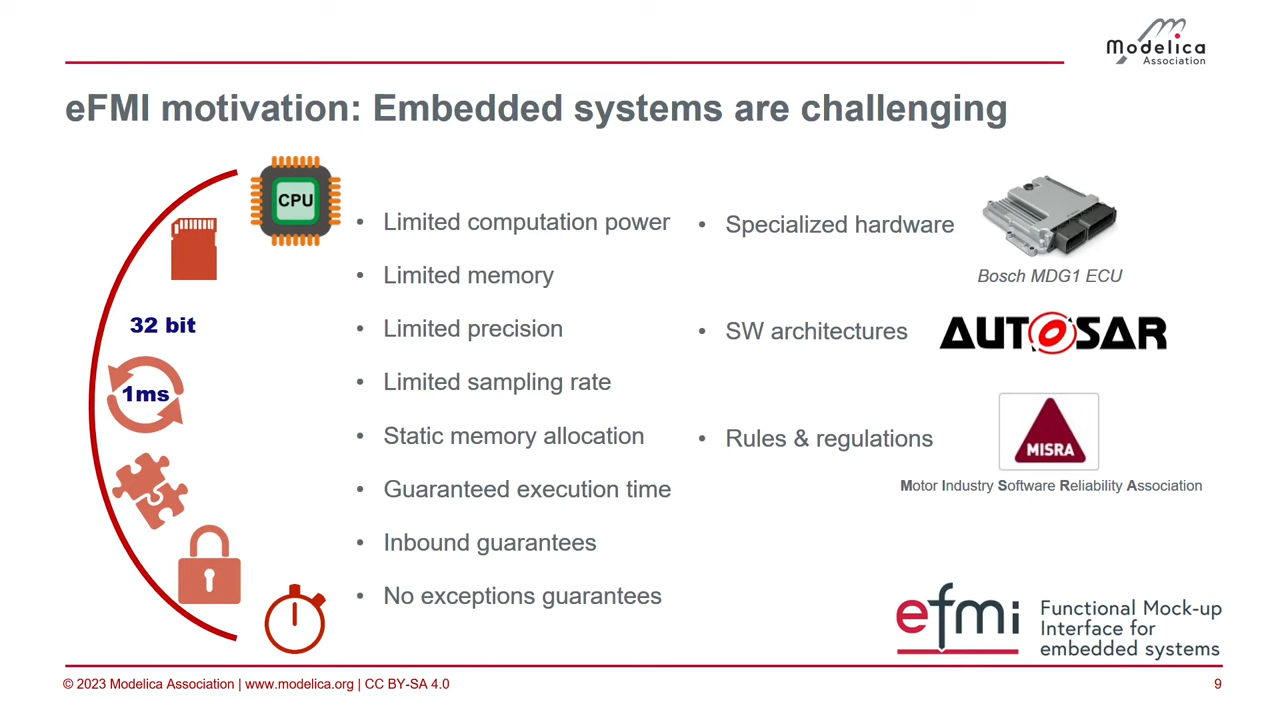 Modelica
Association
eFMI motivation: Embedded systems are challenging
CPU
32 bit
1ms
• Limited computation power
• Limited memory
• Limited precision
• Limited sampling rate
• Static memory allocation
• Guaranteed execution time
• Inbound guarantees
• No exceptions guarantees
• Specialized hardware
Bosch MDG1 ECU
• SW architectures
AUTOSAR
• Rules & regulations
MISRA
Motor Industry Software Reliability Association
efmi
Functional Mock-up
Interface for
embedded systems
© 2023 Modelica Association | www.modelica.org | CC BY-SA 4.0
9